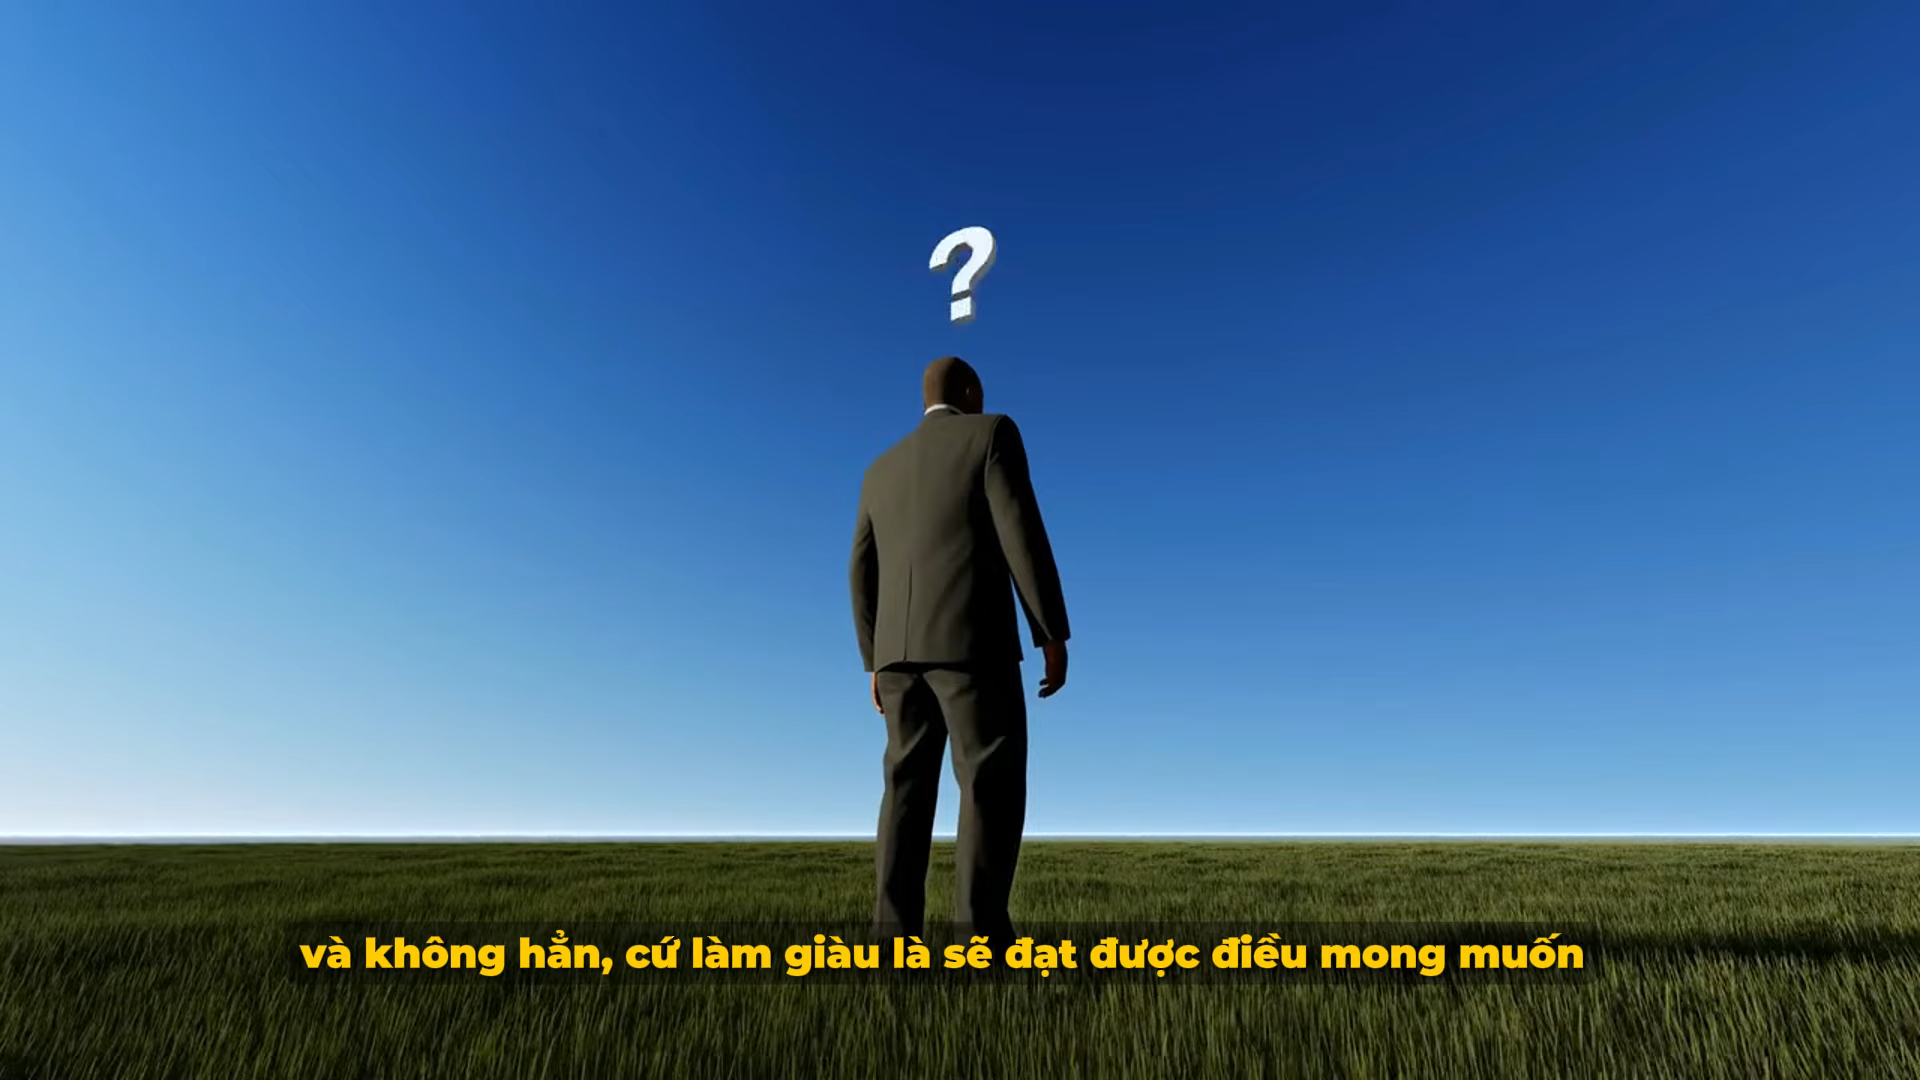 ?
và không hẳn, cứ làm giàu là sẽ đạt được điều mong muốn